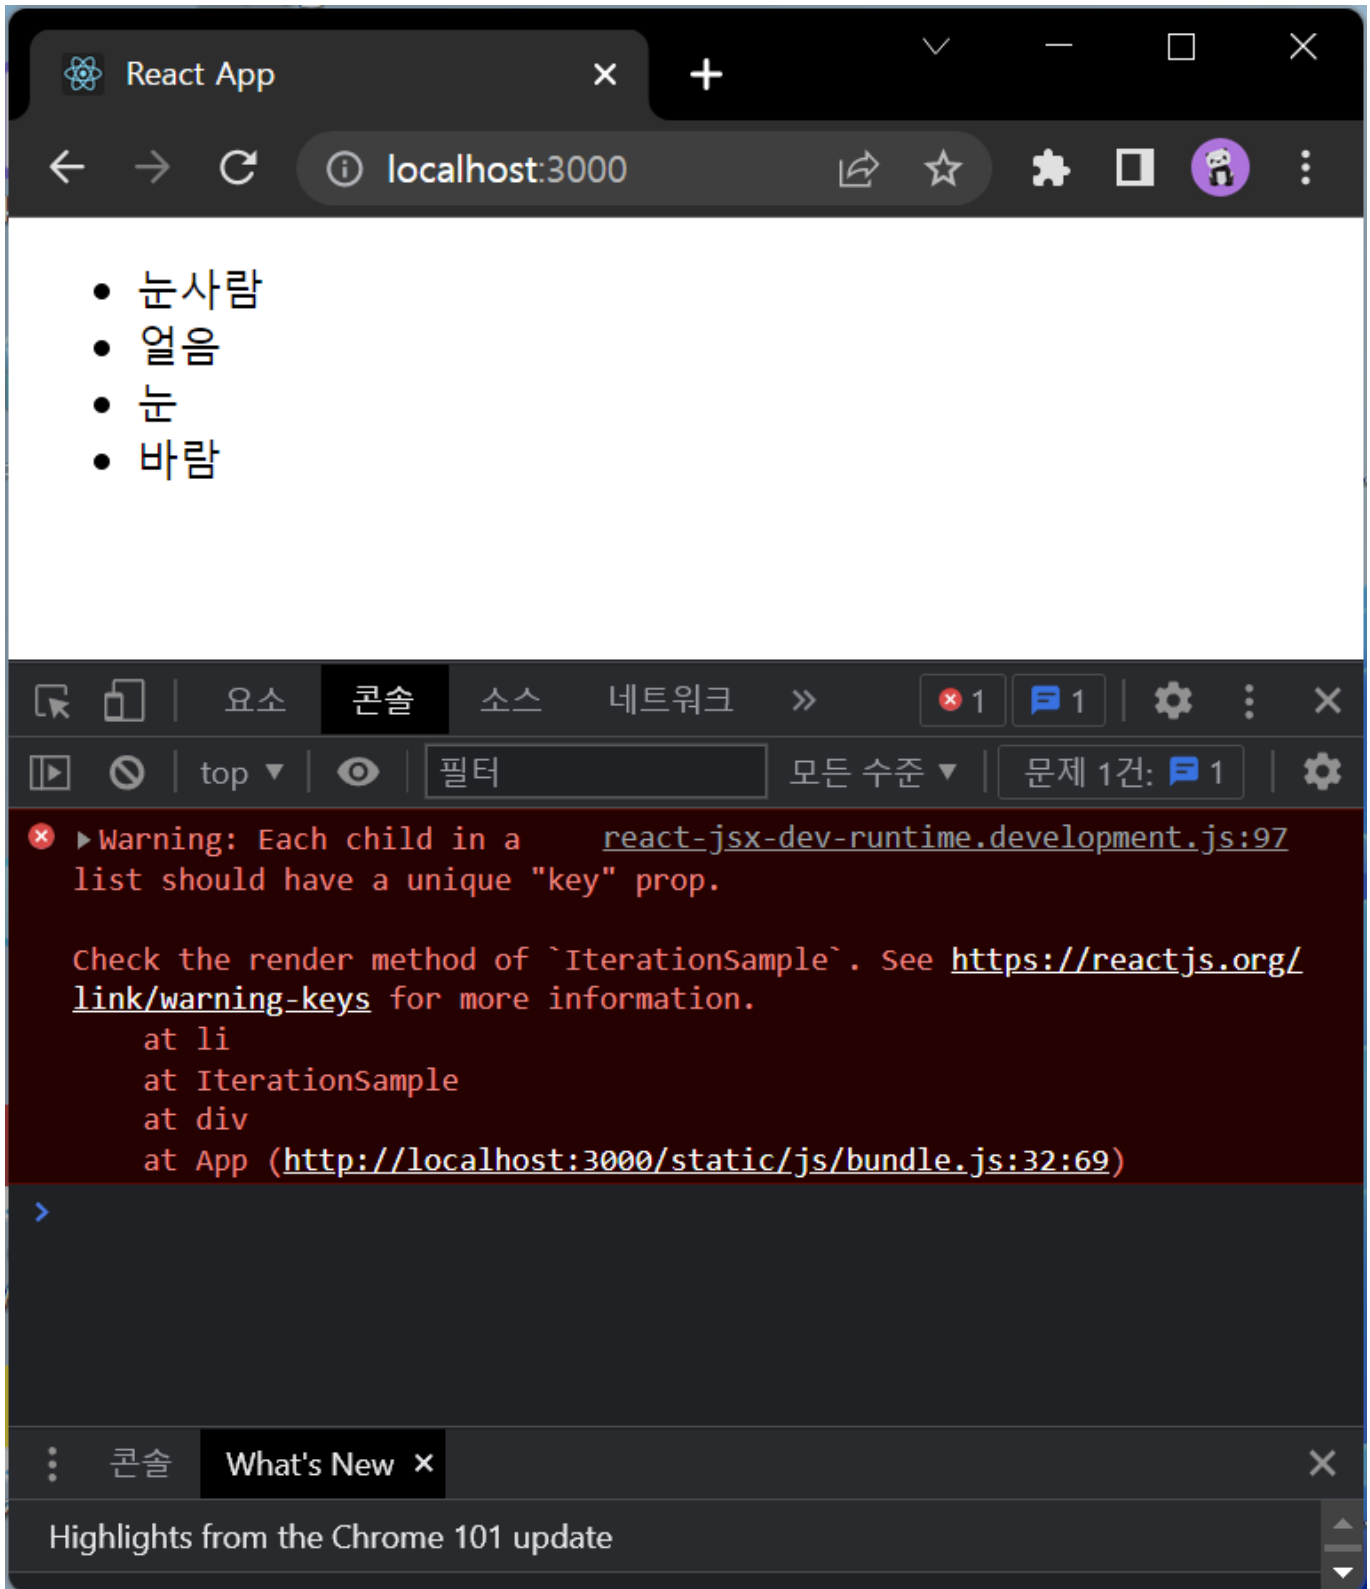 React App
localhost:3000
눈사람
얼음
눈
바람
요소 콘솔 소스 네트워크 1 1
top 필터 모든 수준 문제 1건: 1
Warning: Each child in a react-jsx-dev-runtime.development.js:97
list should have a unique "key" prop.
Check the render method of `IterationSample`. See https://reactjs.org/
link/warning-keys for more information.
at li
at IterationSample
at div
at App (http://localhost:3000/static/js/bundle.js:32:69)
콘솔 What's New
Highlights from the Chrome 101 update